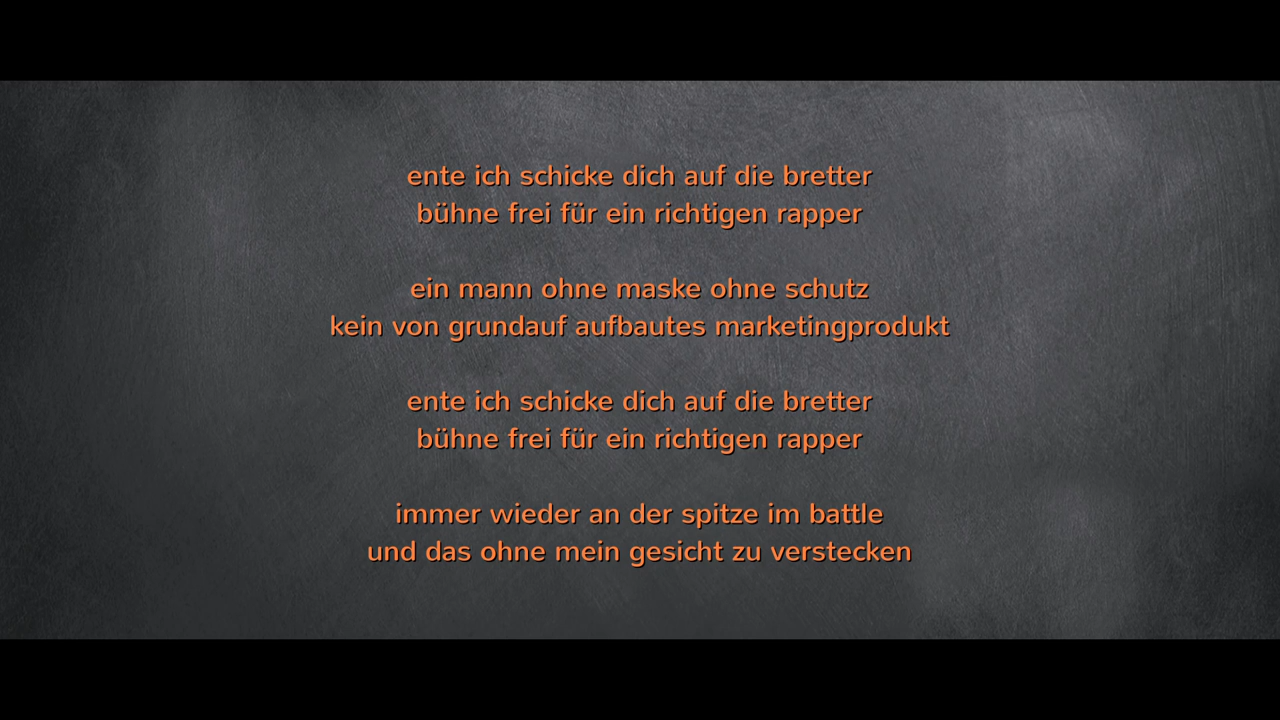 ente ich schicke dich auf die bretter
bühne frei für ein richtigen rapper
ein mann ohne maske ohne schutz
kein von grundauf aufbautes marketingprodukt
ente ich schicke dich auf die bretter
bühne frei für ein richtigen rapper
immer wieder an der spitze im battle
und das ohne mein gesicht zu verstecken